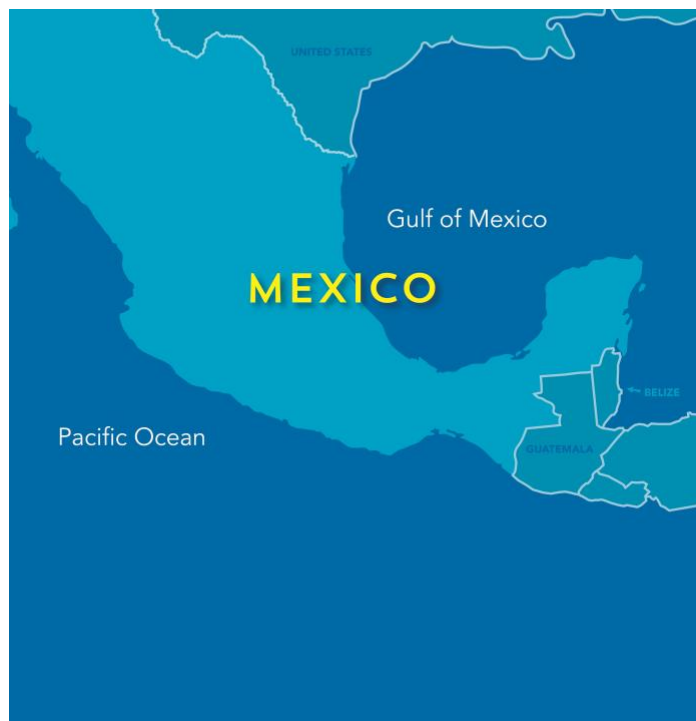 UNITED STATES
Gulf of Mexico
MEXICO
BELIZE
Pacific Ocean
GUATEMALA